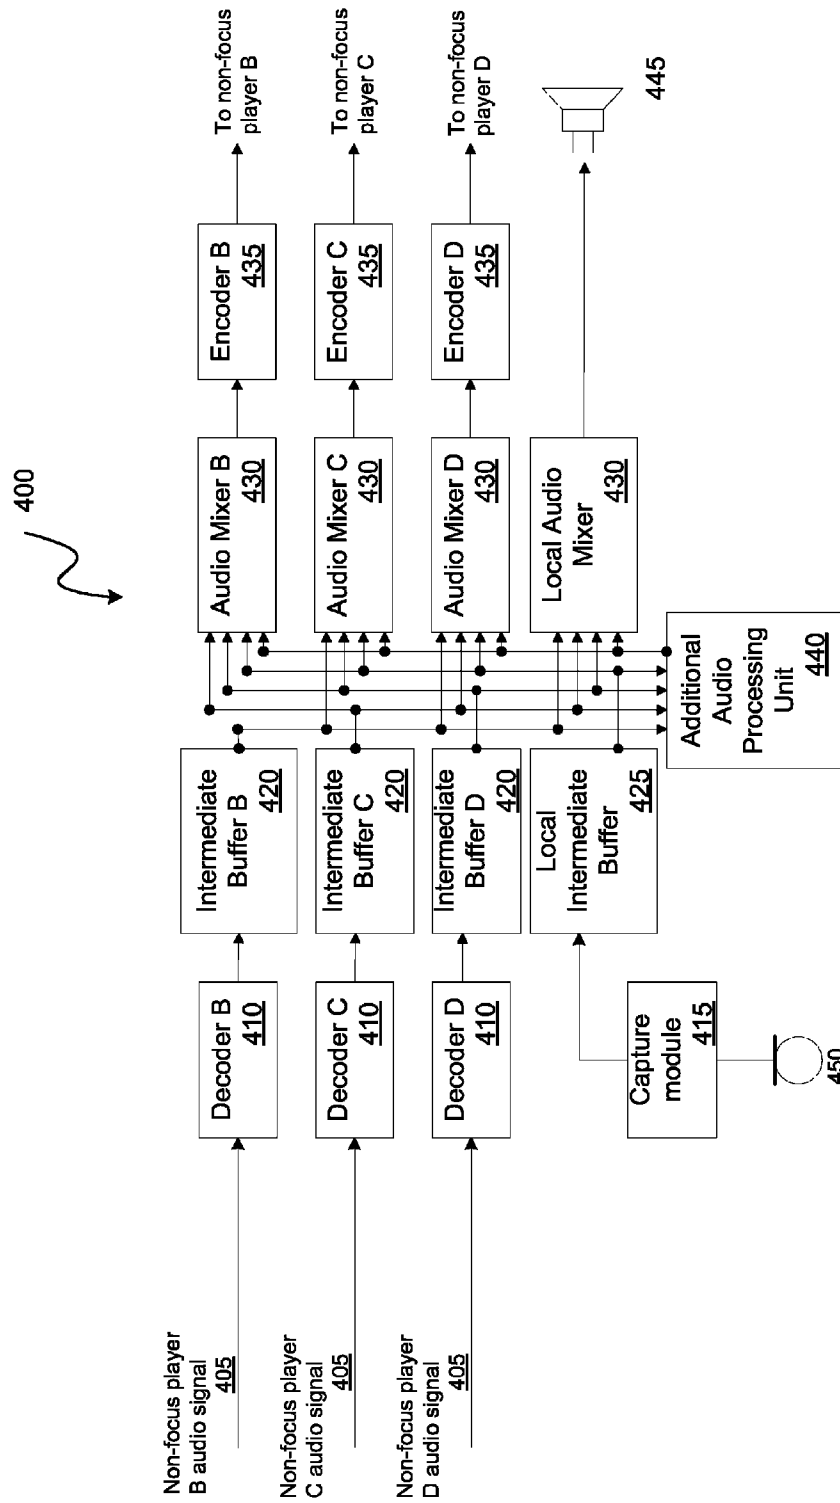 400
Non-focus player
B audio signal
405
Decoder B
410
Intermediate
Buffer B
420
Audio Mixer B
430
Encoder B
435
To non-focus
player B
Non-focus player
C audio signal
405
Decoder C
410
Intermediate
Buffer C
420
Audio Mixer C
430
Encoder C
435
To non-focus
player C
Non-focus player
D audio signal
405
Decoder D
410
Intermediate
Buffer D
420
Audio Mixer D
430
Encoder D
435
To non-focus
player D
450
Capture
module
415
Local
Intermediate
Buffer
425
Local Audio
Mixer
430
445
Additional
Audio
Processing
Unit
440